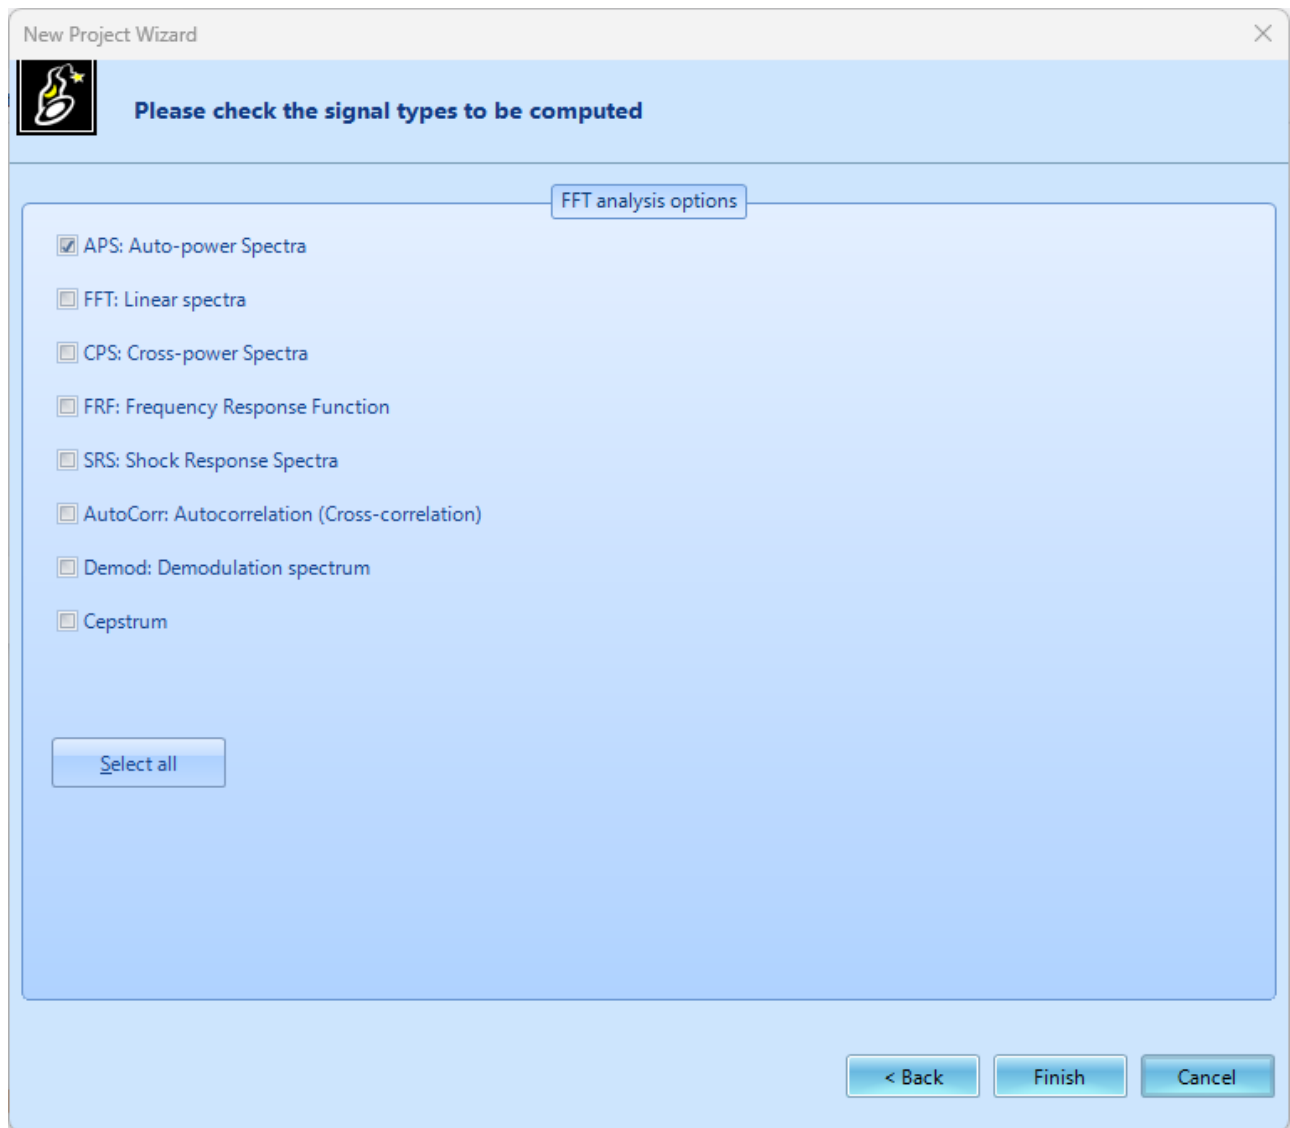 New Project Wizard
Please check the signal types to be computed
FFT analysis options
APS: Auto-power Spectra
FFT: Linear spectra
CPS: Cross-power Spectra
FRF: Frequency Response Function
SRS: Shock Response Spectra
AutoCorr: Autocorrelation (Cross-correlation)
Demod: Demodulation spectrum
Cepstrum
Select all
< Back
Finish
Cancel